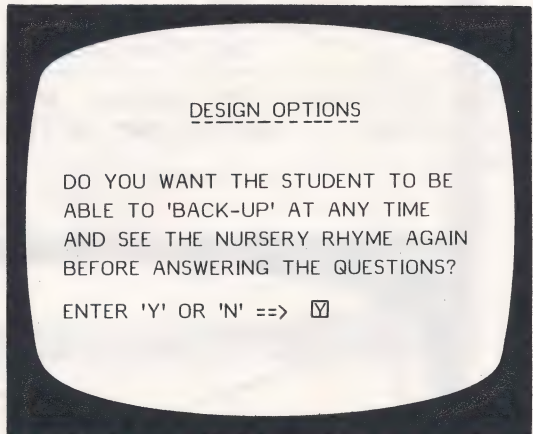 DESIGN OPTIONS
DO YOU WANT THE STUDENT TO BE
ABLE TO 'BACK-UP' AT ANY TIME
AND SEE THE NURSERY RHYME AGAIN
BEFORE ANSWERING THE QUESTIONS?
ENTER 'Y' OR 'N' ==> Y